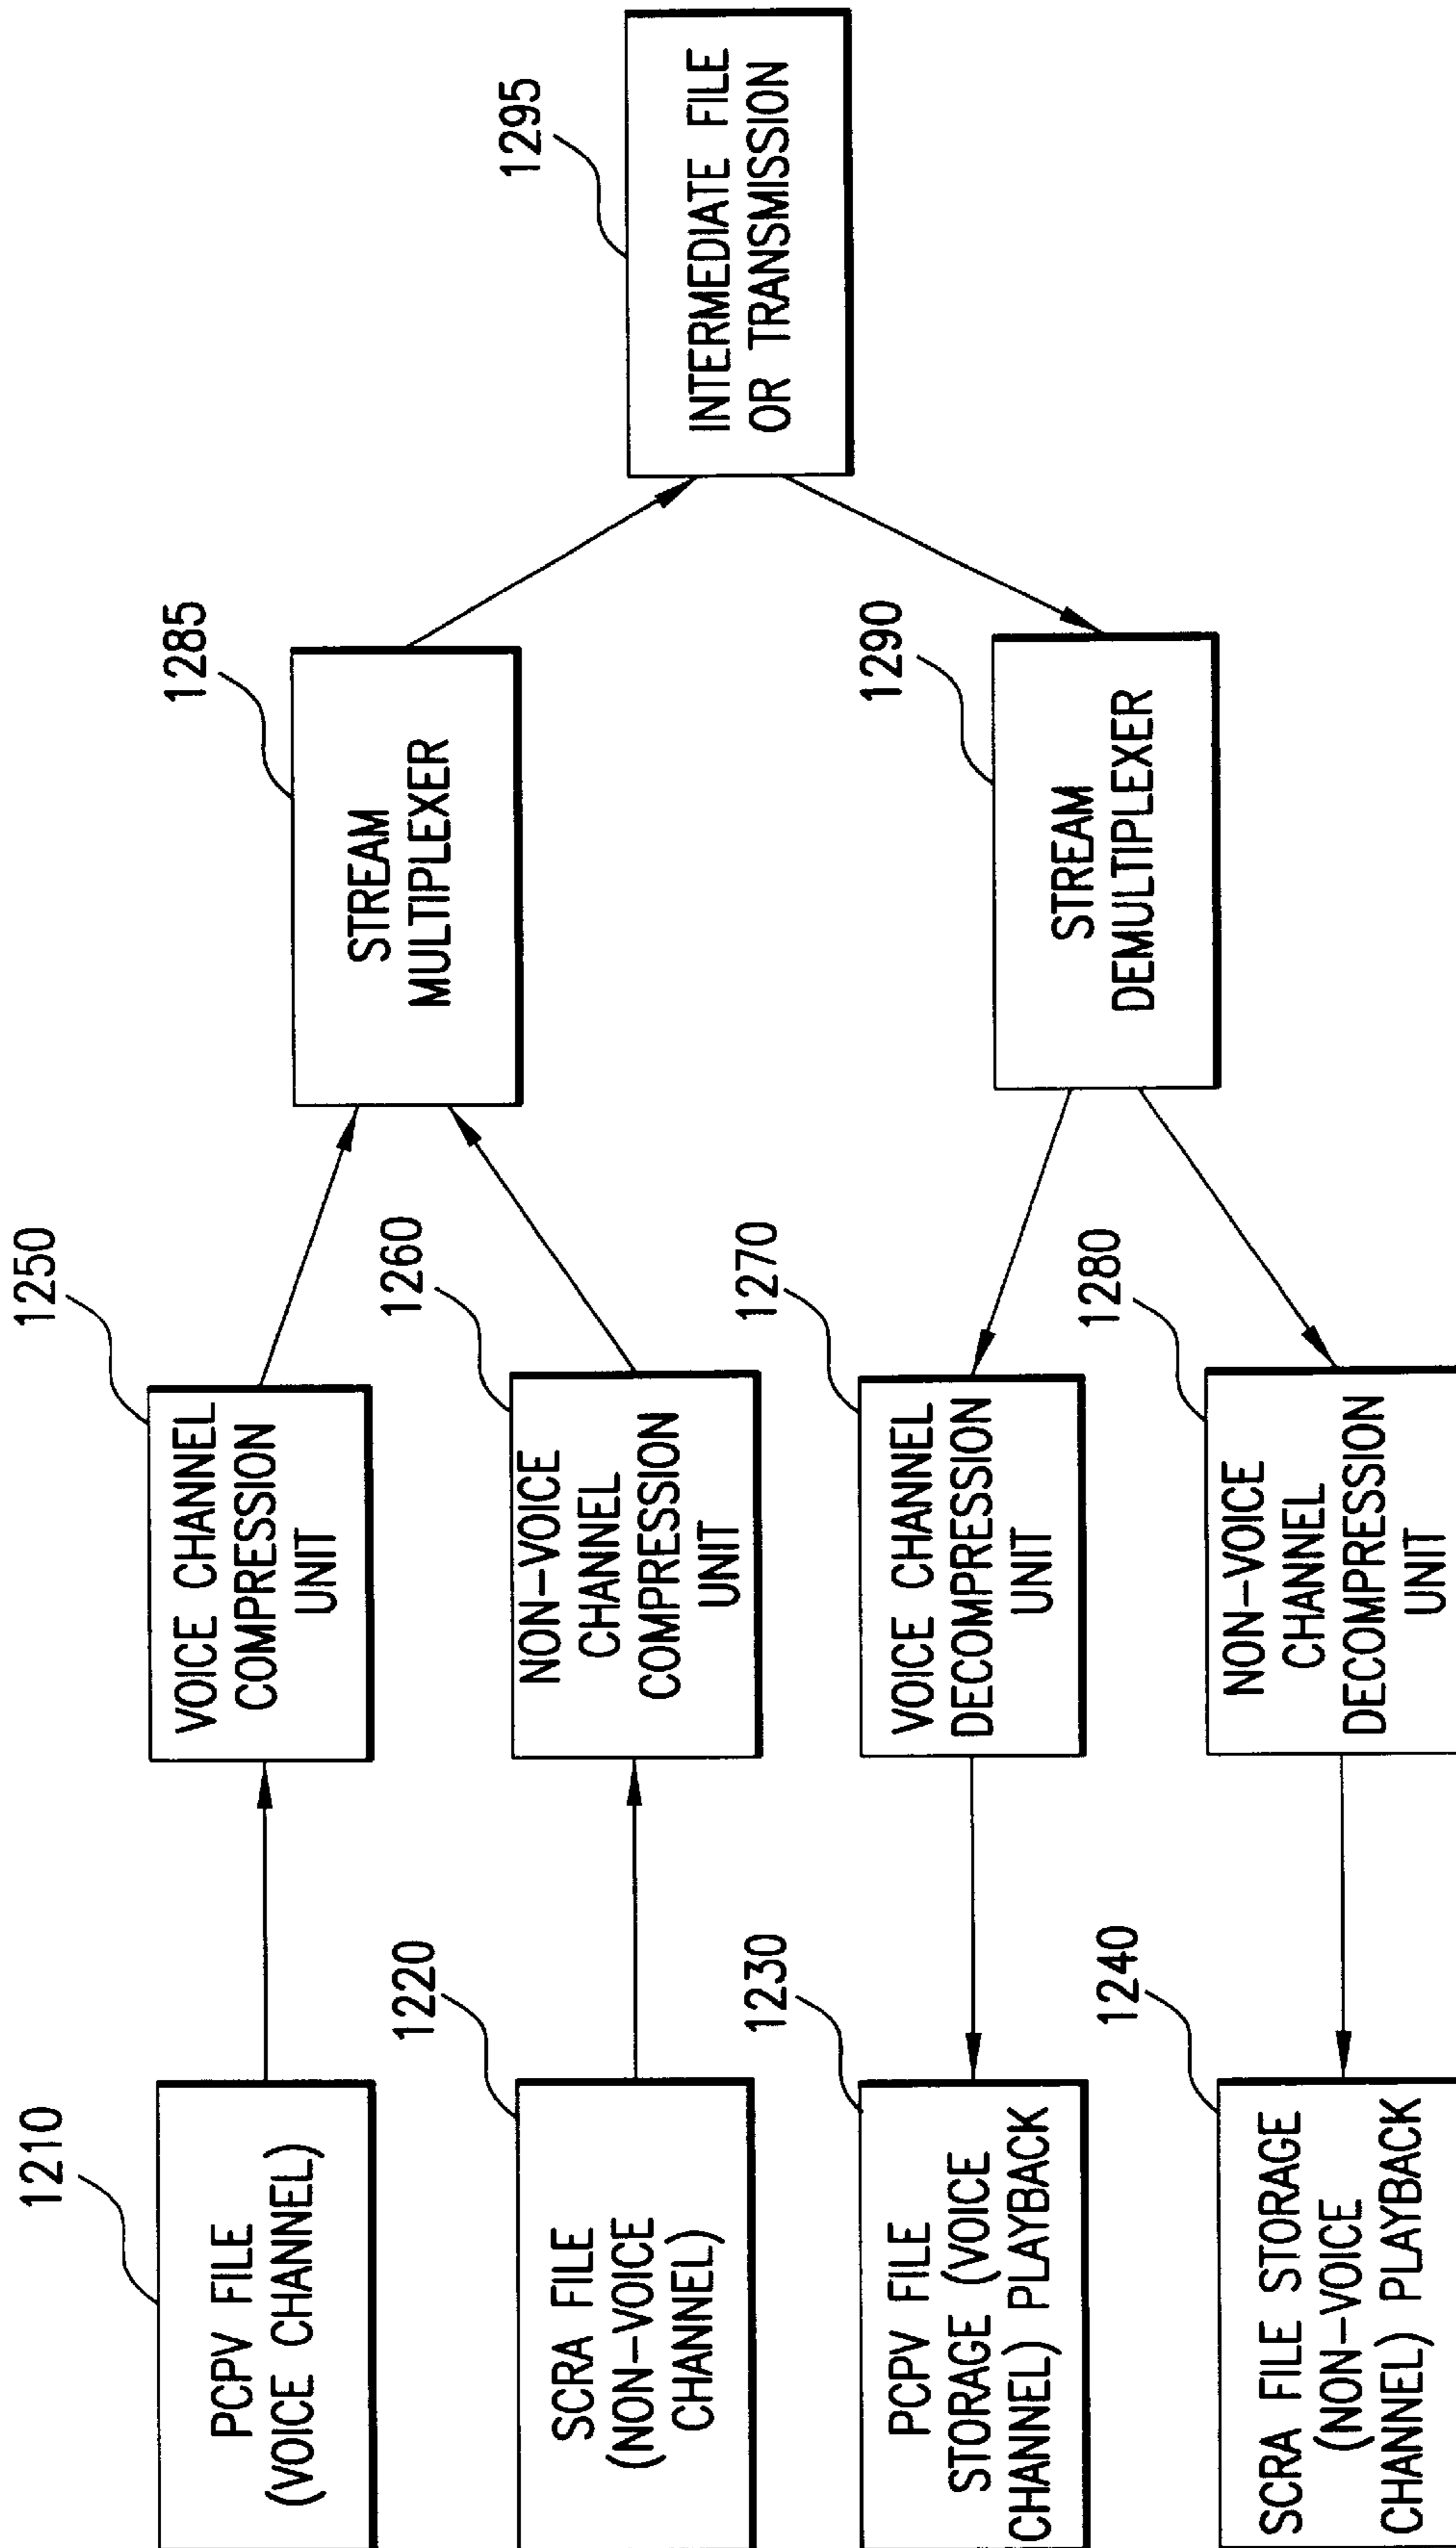 1210
PCPV FILE
(VOICE CHANNEL)
1250
VOICE CHANNEL
COMPRESSION
UNIT
1220
SCRA FILE
(NON-VOICE
CHANNEL)
1260
NON-VOICE
CHANNEL
COMPRESSION
UNIT
1285
STREAM
MULTIPLEXER
1295
INTERMEDIATE FILE
OR TRANSMISSION
1230
PCPV FILE
STORAGE (VOICE
CHANNEL) PLAYBACK
1270
VOICE CHANNEL
DECOMPRESSION
UNIT
1290
STREAM
DEMULTIPLEXER
1240
SCRA FILE STORAGE
(NON-VOICE
CHANNEL) PLAYBACK
1280
NON-VOICE
CHANNEL
DECOMPRESSION
UNIT